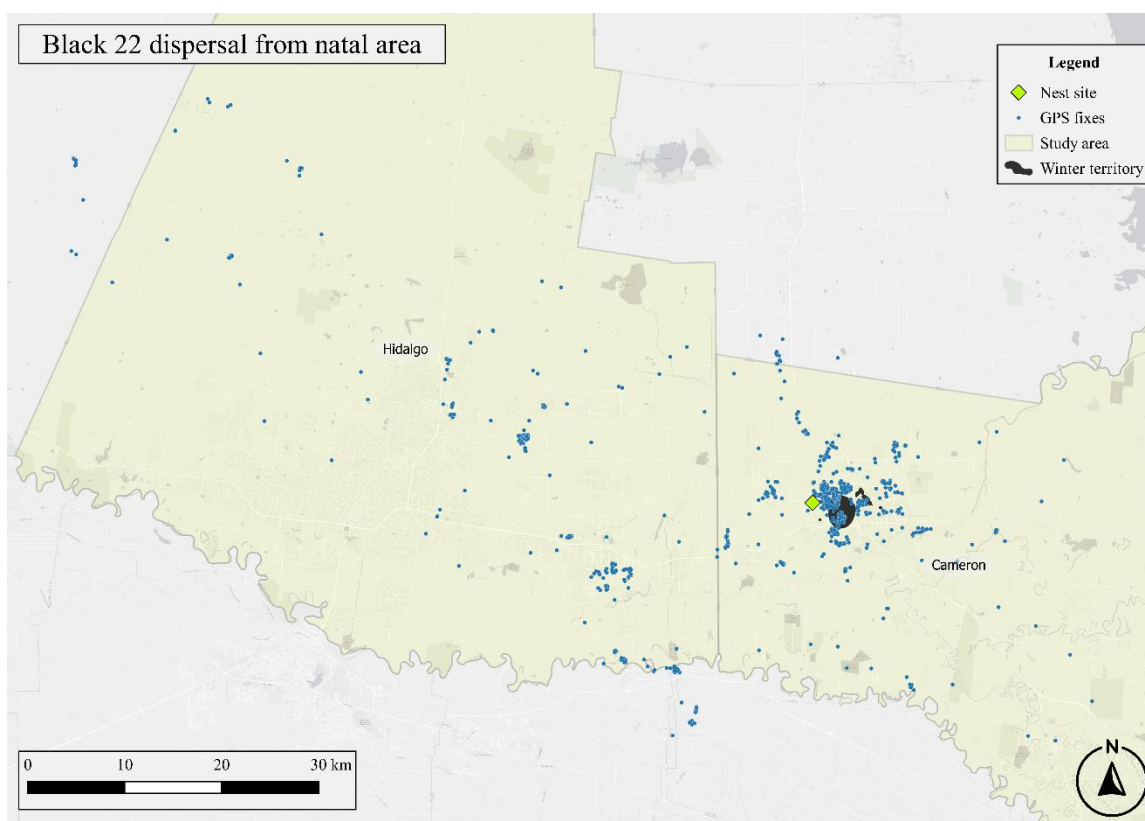 Black 22 dispersal from natal area
Legend
Nest site
GPS fixes
Study area
Winter territory
Hidalgo
Cameron
0 10 20 30 km
N